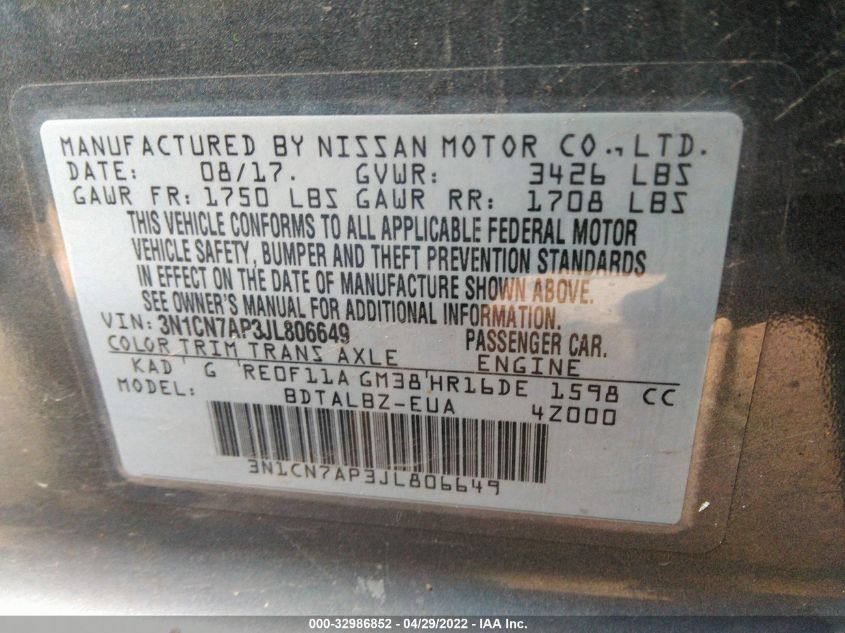 MANUFACTURED BY NISSAN MOTOR CO., LTD.
DATE: 08/17. GVWR: 3426 LBS
GAWR FR: 1750 LBS GAWR RR: 1708 LBS
THIS VEHICLE CONFORMS TO ALL APPLICABLE FEDERAL MOTOR
VEHICLE SAFETY, BUMPER AND THEFT PREVENTION STANDARDS
IN EFFECT ON THE DATE OF MANUFACTURE SHOWN ABOVE.
SEE OWNER'S MANUAL FOR ADDITIONAL INFORMATION.
VIN: 3N1CN7AP3JL806649 PASSENGER CAR.
COLOR TRIM TRANS AXLE ENGINE
KAD G RE0F11A GM38 HR16DE 1598 CC
MODEL: BDTALBZ-EUA 4Z000
3N1CN7AP3JL806649
000-32986852 - 04/29/2022 - IAA Inc.